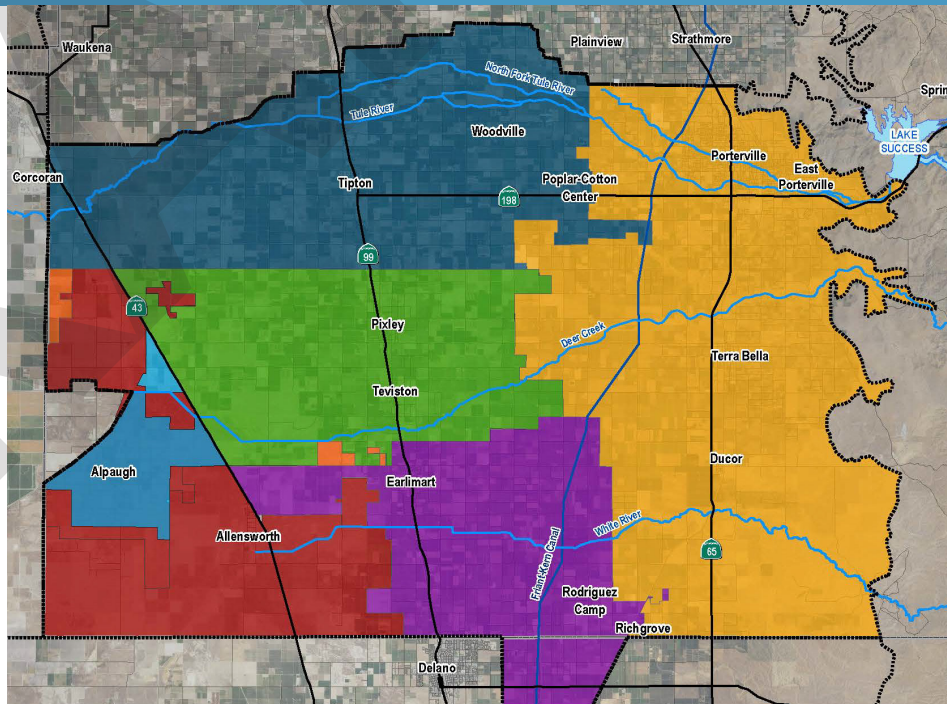 Waukena
Plainview
Strathmore
North Fork Tule River
Tule River
Sprin
LAKE
SUCCESS
Woodville
Porterville
East
Porterville
Corcoran
Tipton
Poplar-Cotton
Center
198
99
43
Pixley
Deer Creek
Terra Bella
Teviston
Alpaugh
Earlimart
Ducor
Allensworth
White River
Friant-Kern Canal
65
Rodriguez
Camp
Richgrove
Delano